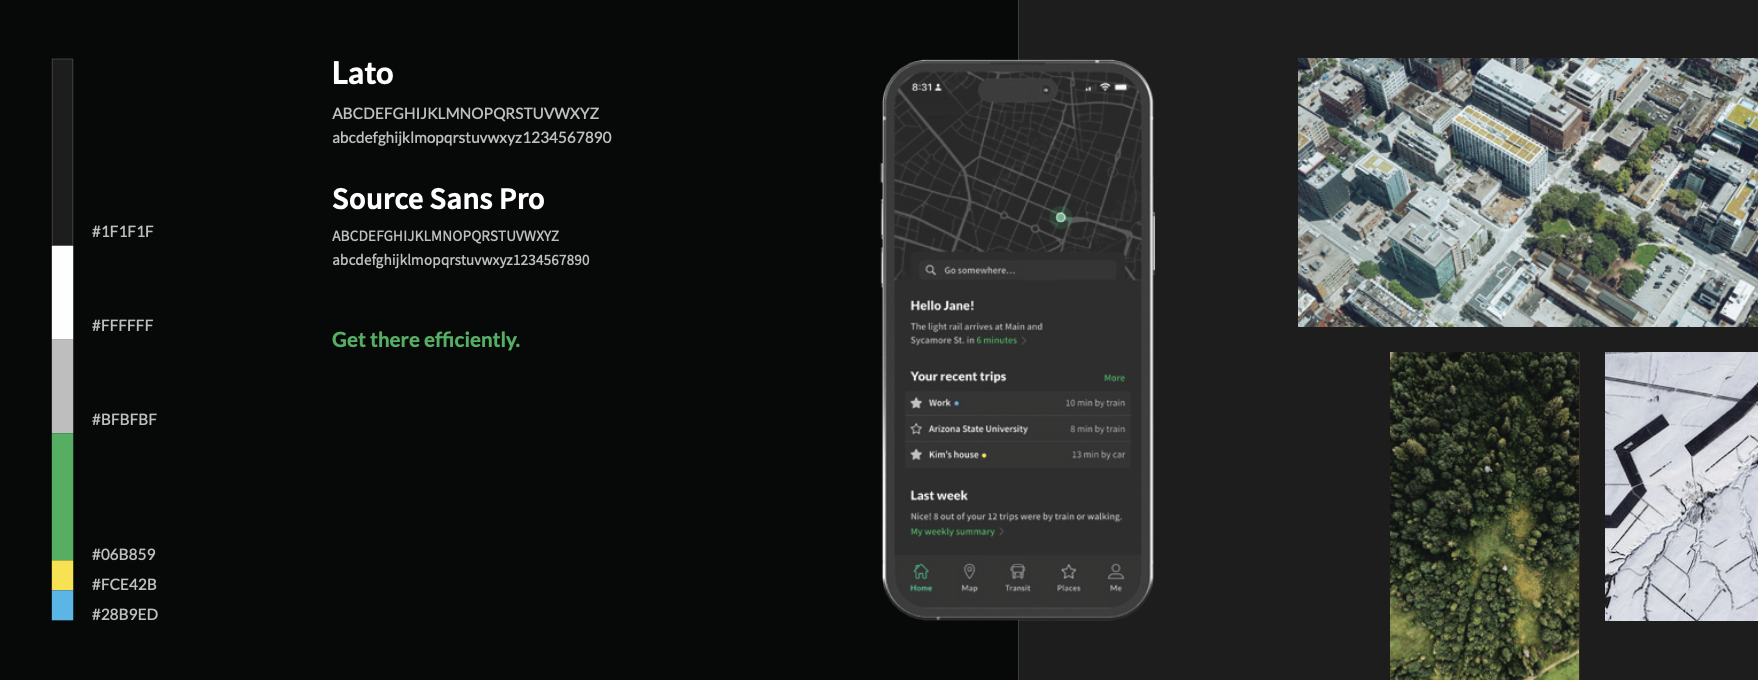 #1F1F1F
#FFFFFF
#BFBFBF
#06B859
#FCE42B
#28B9ED
Lato
ABCDEFGHIJKLMNOPQRSTUVWXYZ
abcdefghijklmopqrstuvwxyz1234567890
Source Sans Pro
ABCDEFGHIJKLMNOPQRSTUVWXYZ
abcdefghijklmopqrstuvwxyz1234567890
Get there efficiently.
8:31
Go somewhere...
Hello Jane!
The light rail arrives at Main and
Sycamore St. in 6 minutes >
Your recent trips More
Work 10 min by train
Arizona State University 8 min by train
Kim's house 13 min by car
Last week
Nice! 8 out of your 12 trips were by train or walking.
My weekly summary >
Home Map Transit Places Me